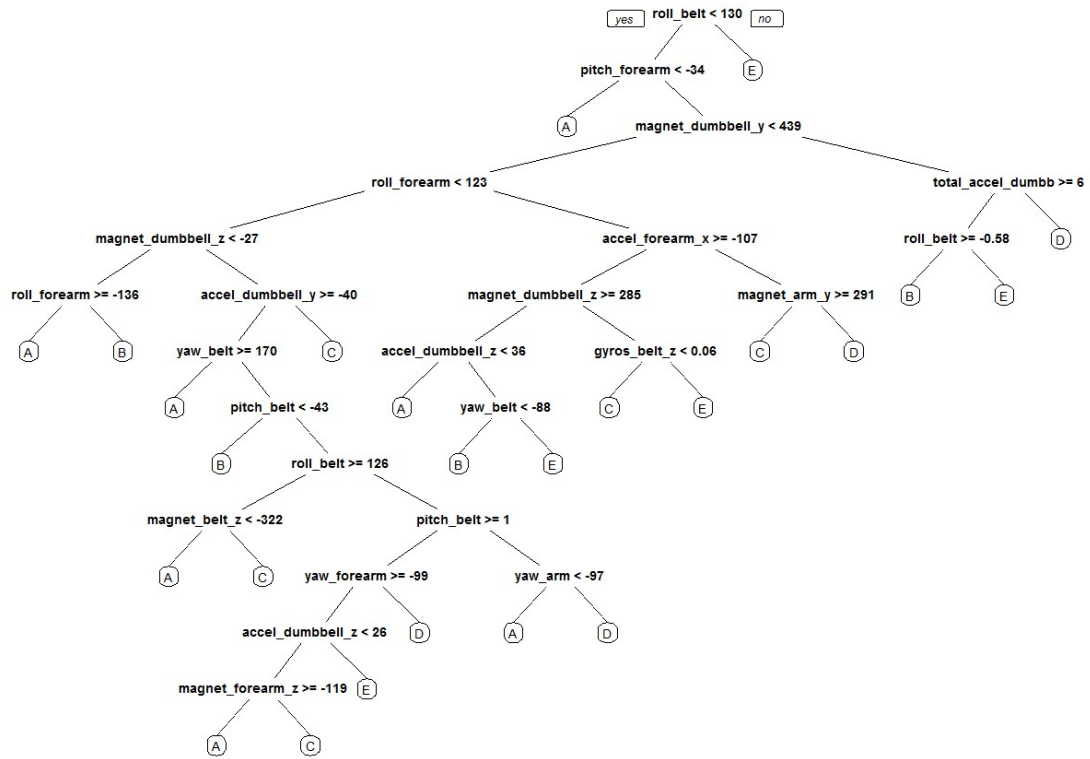 yes roll_belt < 130 no
pitch_forearm < -34 E
A magnet_dumbbell_y < 439
roll_forearm < 123 total_accel_dumbb >= 6
magnet_dumbbell_z < -27 accel_forearm_x >= -107 roll_belt >= -0.58 D
roll_forearm >= -136 accel_dumbbell_y >= -40 magnet_dumbbell_z >= 285 magnet_arm_y >= 291 B E
A B yaw_belt >= 170 C accel_dumbbell_z < 36 gyros_belt_z < 0.06 C D
A pitch_belt < -43 A yaw_belt < -88 C E
B roll_belt >= 126 B E
magnet_belt_z < -322 pitch_belt >= 1
A C yaw_forearm >= -99 yaw_arm < -97
accel_dumbbell_z < 26 D A D
magnet_forearm_z >= -119 E
A C